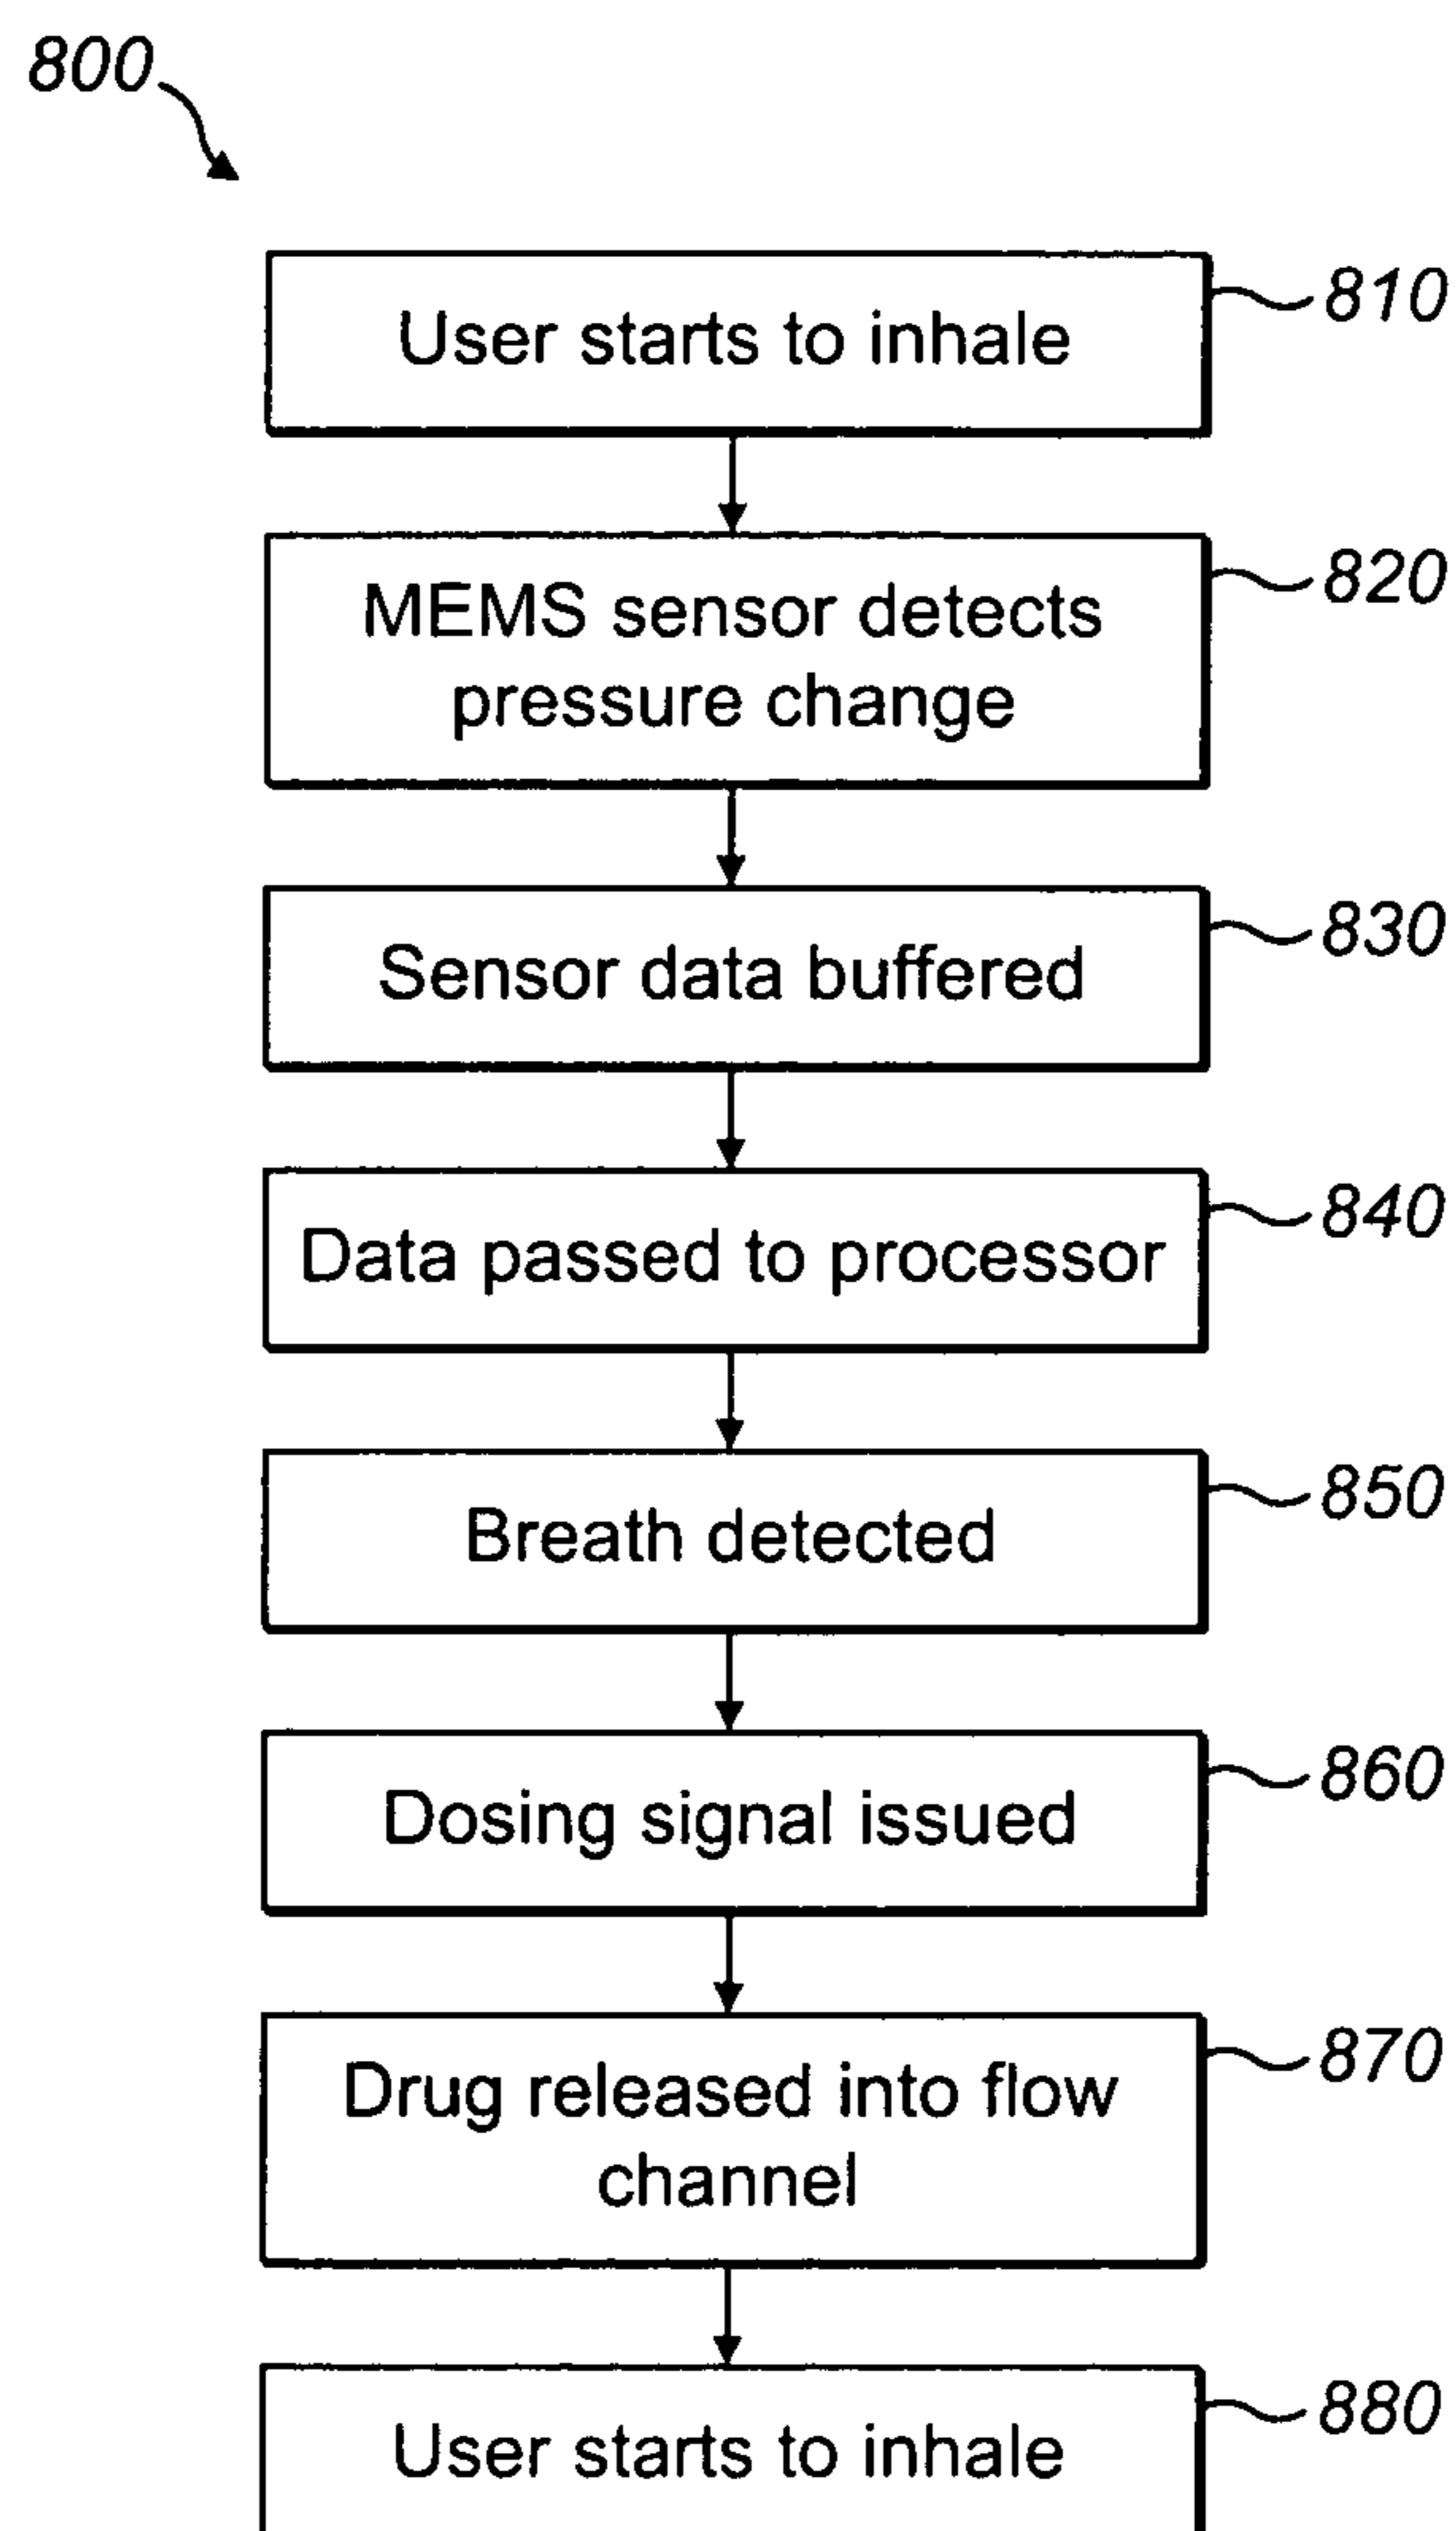 800
User starts to inhale
810
MEMS sensor detects
pressure change
820
Sensor data buffered
830
Data passed to processor
840
Breath detected
850
Dosing signal issued
860
Drug released into flow
channel
870
User starts to inhale
880